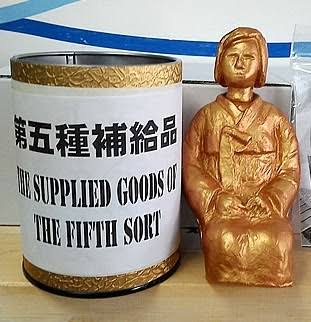 第五種補給品
THE SUPPLIED GOODS OF
THE FIFTH SORT